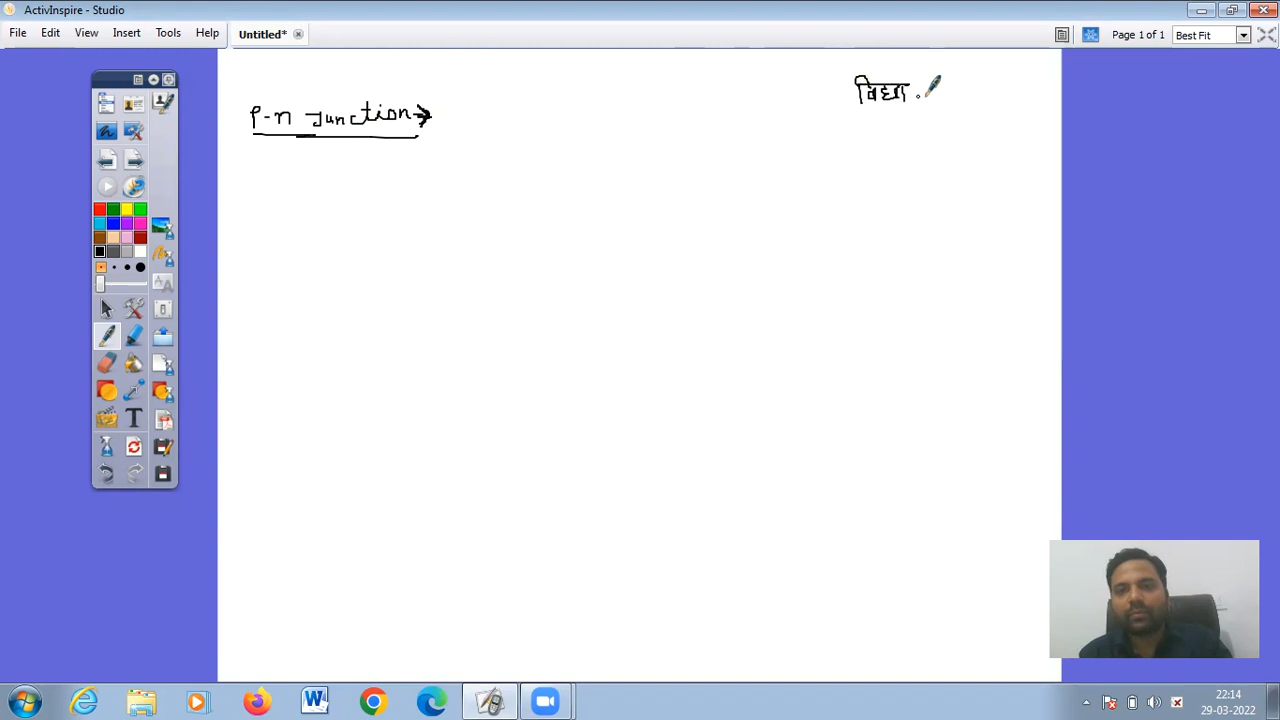 ActivInspire - Studio
File Edit View Insert Tools Help Untitled* Page 1 of 1 Best Fit
विद्या.
P-n Junction→
T
W
22:14
29-03-2022